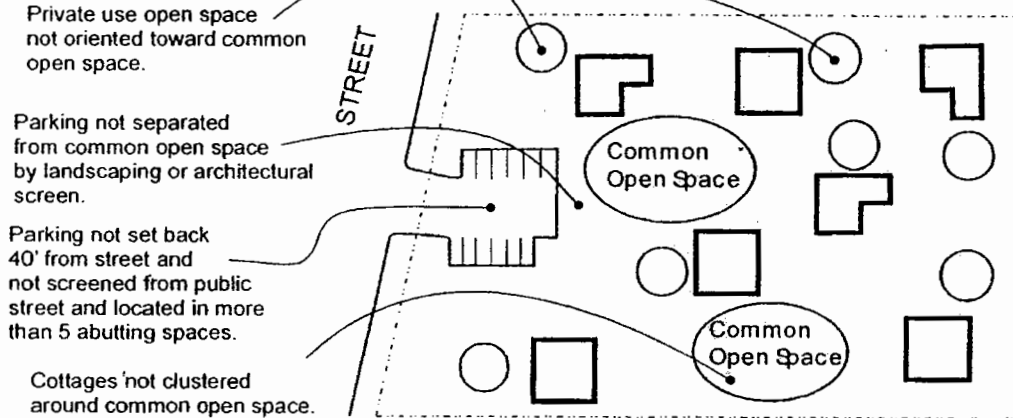 Private use open space
not oriented toward common
open space.
STREET
Parking not separated
from common open space
by landscaping or architectural
screen.
Parking not set back
40' from street and
not screened from public
street and located in more
than 5 abutting spaces.
Cottages not clustered
around common open space.
Common
Open Space
Common
Open Space